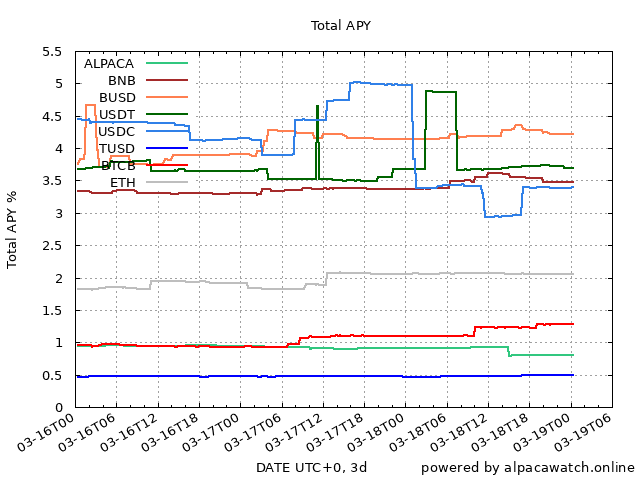 Total APY
5.5
5
4.5
4
3.5
3
2.5
2
1.5
1
0.5
0
Total APY %
ALPACA
BNB
BUSD
USDT
USDC
TUSD
BTCB
ETH
03-16T00
03-16T06
03-16T12
03-16T18
03-17T00
03-17T06
03-17T12
03-17T18
03-18T00
03-18T06
03-18T12
03-18T18
03-19T00
03-19T06
DATE UTC+0, 3d
powered by alpacawatch.online